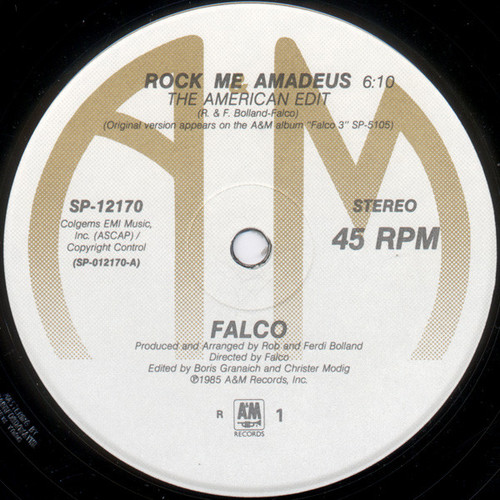 ROCK ME AMADEUS 6:10
THE AMERICAN EDIT
(R. & F. Bolland-Falco)
(Original version appears on the A&M album "Falco 3" SP-5105)
SP-12170
Colgems EMI Music,
Inc. (ASCAP) /
Copyright Control
(SP-012170-A)
STEREO
45 RPM
FALCO
Produced and Arranged by Rob and Ferdi Bolland
Directed by Falco
Edited by Boris Granaich and Christer Modig
℗1985 A&M Records, Inc.
R A&M 1
RECORDS